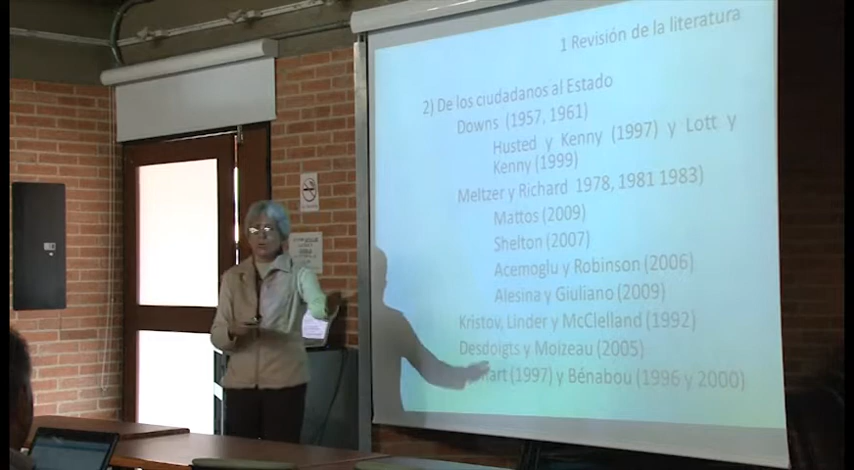 1 Revisión de la literatura
2) De los ciudadanos al Estado
Downs (1957, 1961)
Husted y Kenny (1997) y Lott y
Kenny (1999)
Meltzer y Richard 1978, 1981 1983)
Mattos (2009)
Shelton (2007)
Acemoglu y Robinson (2006)
Alesina y Giuliano (2009)
Kristov, Linder y McClelland (1992)
Desdoigts y Moizeau (2005)
(1997) y Bénabou (1996 y 2000)